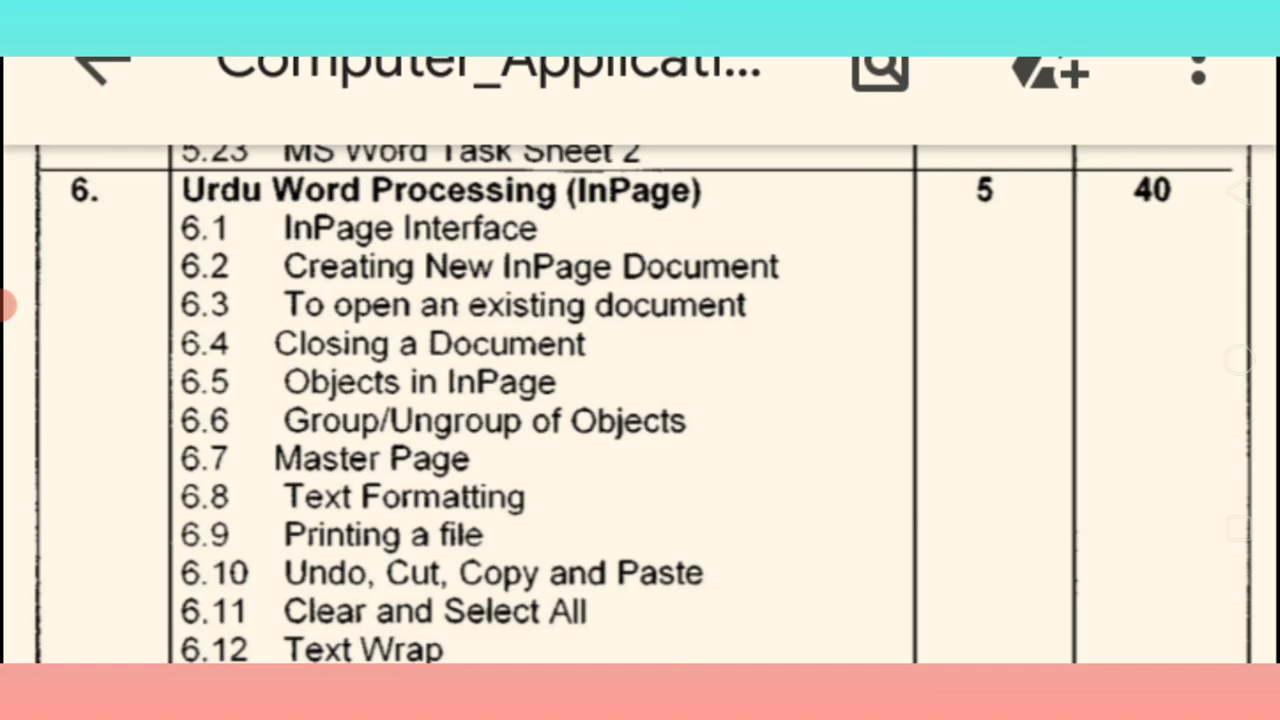 Computer_Applicati...
5.23 MS Word Task Sheet 2
6. Urdu Word Processing (InPage) 5 40
6.1 InPage Interface
6.2 Creating New InPage Document
6.3 To open an existing document
6.4 Closing a Document
6.5 Objects in InPage
6.6 Group/Ungroup of Objects
6.7 Master Page
6.8 Text Formatting
6.9 Printing a file
6.10 Undo, Cut, Copy and Paste
6.11 Clear and Select All
6.12 Text Wrap